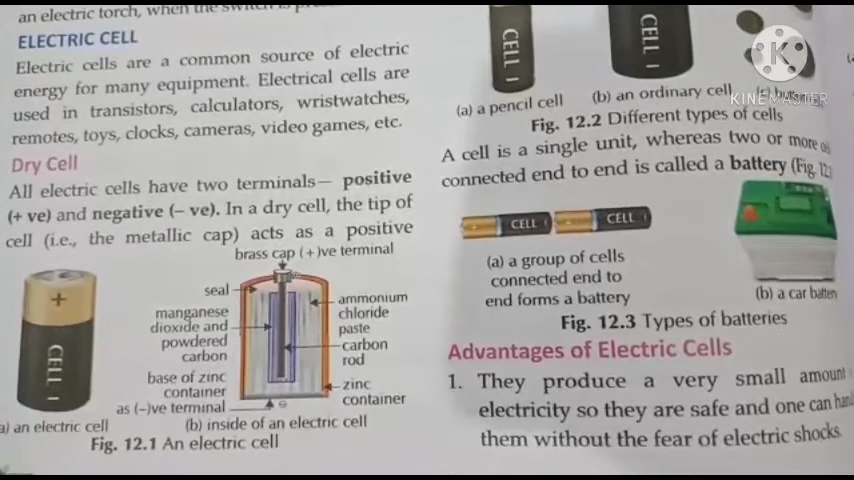 an electric torch, when the switch is
ELECTRIC CELL
Electric cells are a common source of electric
energy for many equipment. Electrical cells are
used in transistors, calculators, wristwatches,
remotes, toys, clocks, cameras, video games, etc.
Dry Cell
All electric cells have two terminals— positive
(+ ve) and negative (– ve). In a dry cell, the tip of
cell (i.e., the metallic cap) acts as a positive
brass cap (+)ve terminal
seal
manganese
dioxide and
powdered
carbon
base of zinc
container
as (–)ve terminal
ammonium
chloride
paste
carbon
rod
zinc
container
⊖
+
CELL I
a) an electric cell
(b) inside of an electric cell
Fig. 12.1 An electric cell
CELL I
CELL I
(a) a pencil cell
(b) an ordinary cell
(c)
K
KINEMASTER
Fig. 12.2 Different types of cells
A cell is a single unit, whereas two or more
connected end to end is called a battery (Fig. 12
CELL I
CELL I
(a) a group of cells
connected end to
end forms a battery
(b) a car batten
Fig. 12.3 Types of batteries
Advantages of Electric Cells
1. They produce a very small amount
electricity so they are safe and one can
them without the fear of electric shocks.